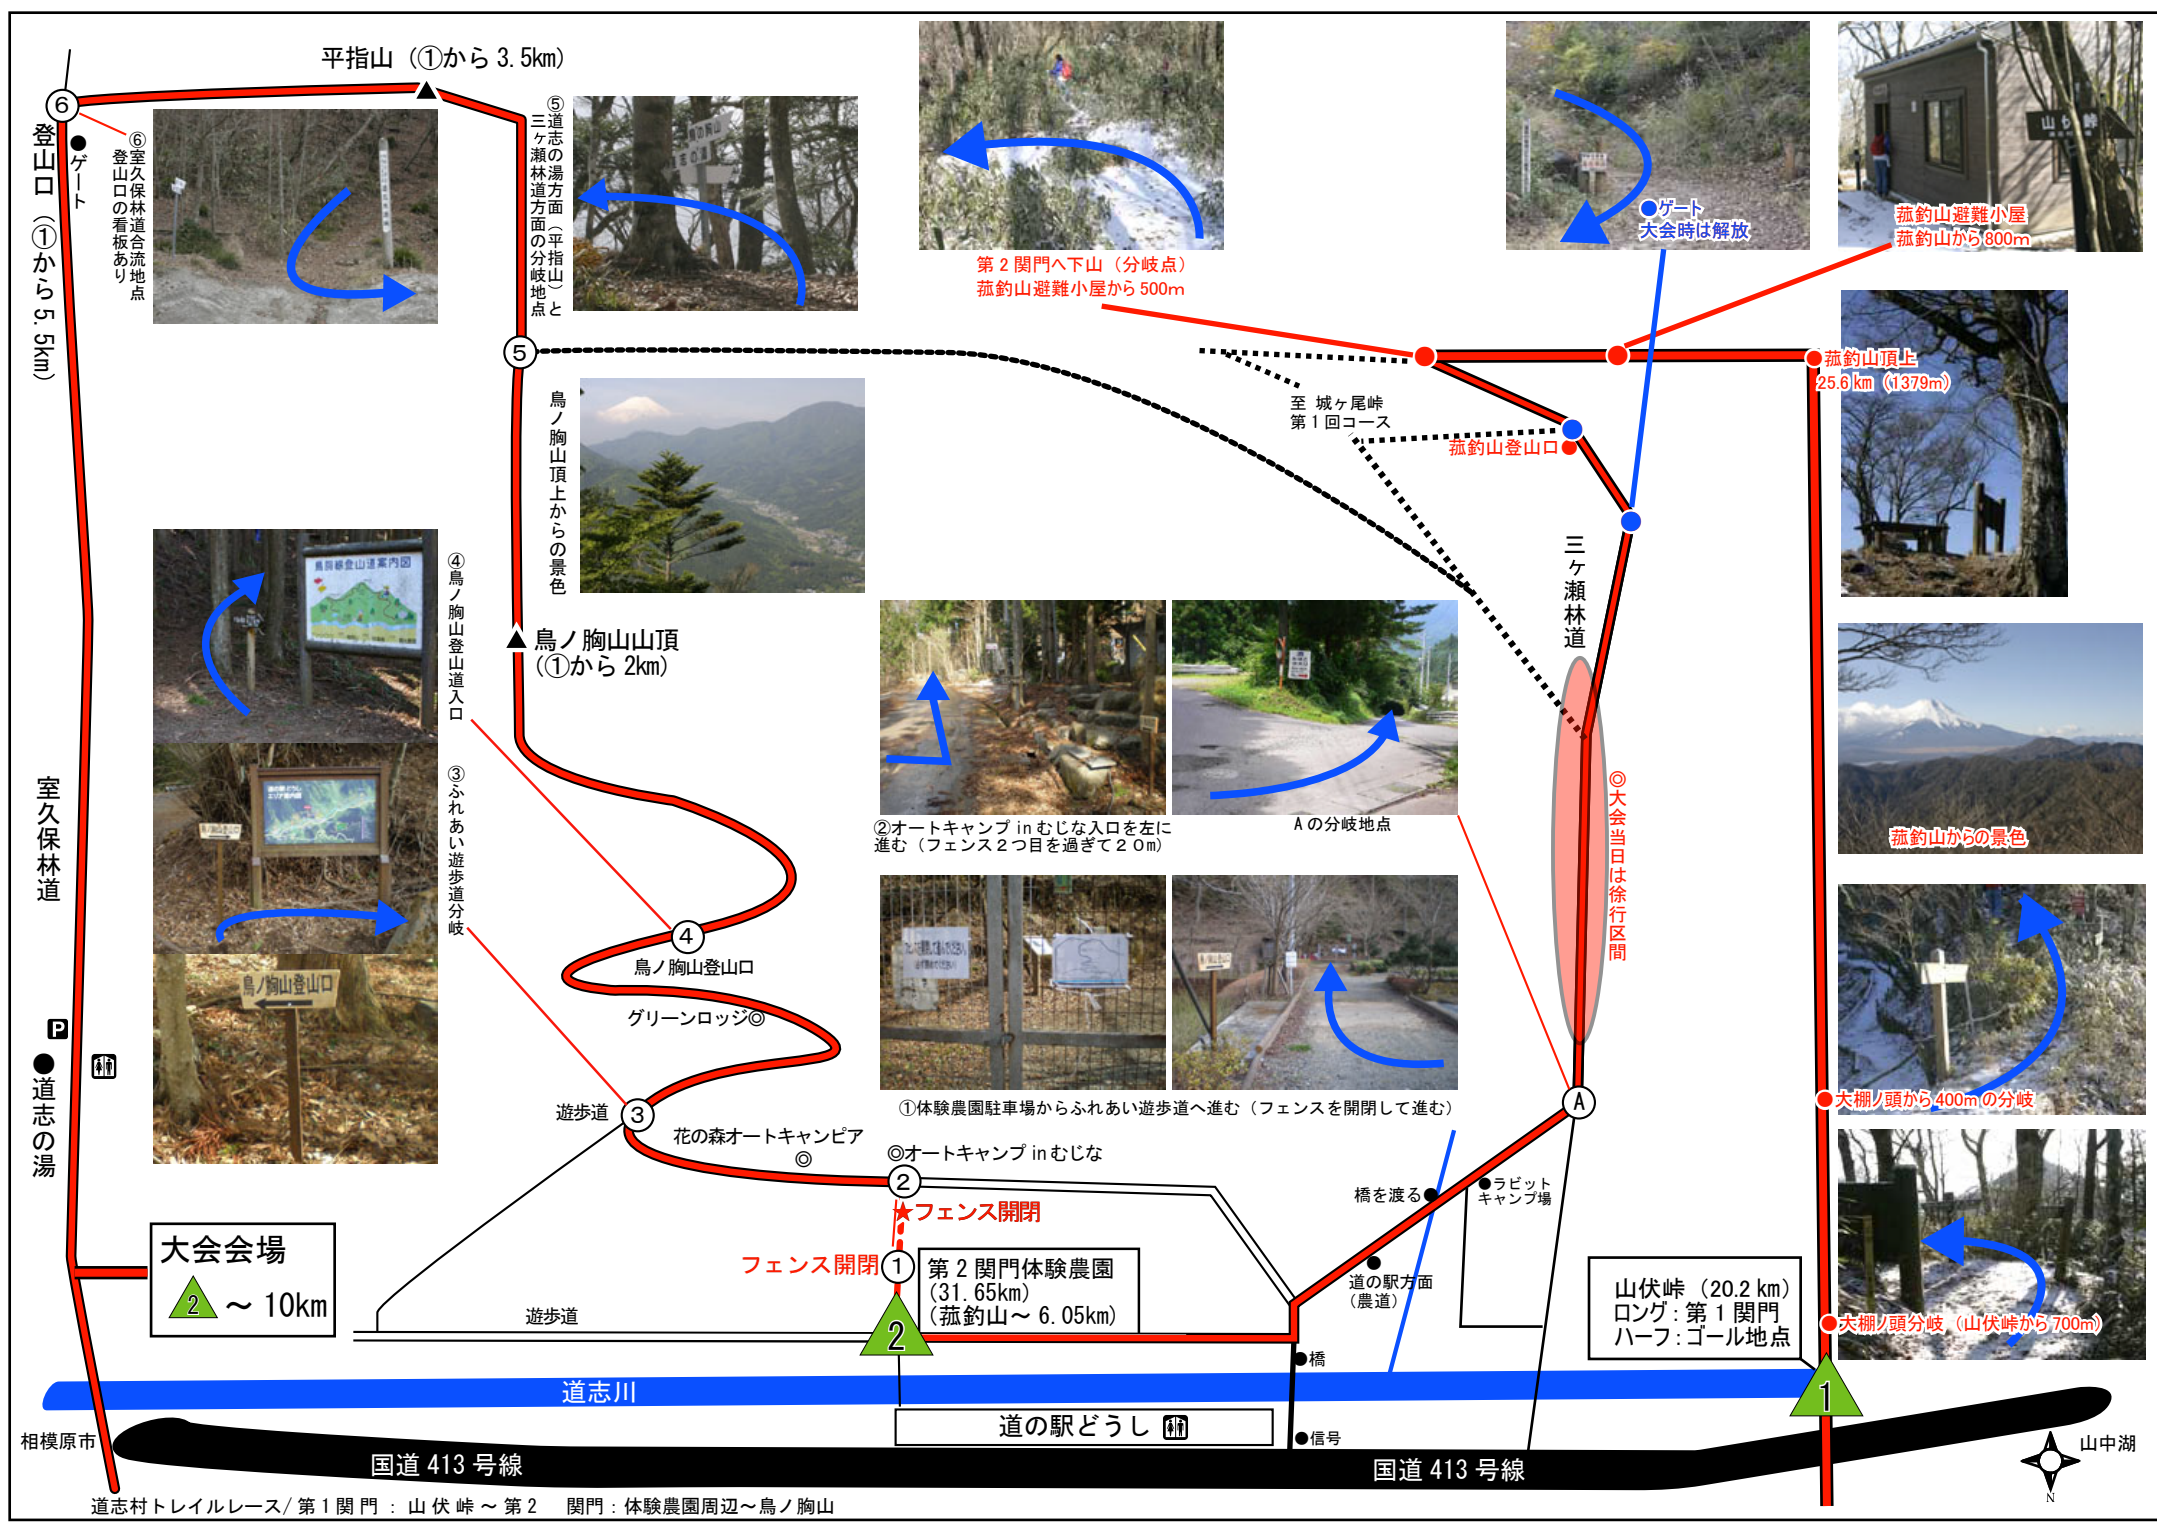 平指山（①から 3.5km）
⑥
登山口（①から5.5km）
●ゲート
⑥室久保林道合流地点
登山口の看板あり
⑤道志の湯方面（平指山）と
三ヶ瀬林道方面の分岐地点
第２関門へ下山（分岐点）
菰釣山避難小屋から 500m
●ゲート
大会時は解放
山伏峠
菰釣山避難小屋
菰釣山から 800m
⑤
菰釣山頂上
25.6 km（1379m）
至 城ヶ尾峠
第１回コース
菰釣山登山口
鳥ノ胸山頂上からの景色
三ヶ瀬林道
鳥胸山登山道案内図
④鳥ノ胸山登山道入口
▲鳥ノ胸山山頂
（①から 2km）
③ふれあい遊歩道分岐
室久保林道
②オートキャンプ in むじな入口を左に
進む（フェンス２つ目を過ぎて２０m）
A の分岐地点
◎大会当日は徐行区間
菰釣山からの景色
④
鳥ノ胸山登山口
グリーンロッジ◎
鳥ノ胸山登山口
P
●道志の湯
①体験農園駐車場からふれあい遊歩道へ進む（フェンスを開閉して進む）
A
大棚ノ頭から 400m の分岐
遊歩道
③
花の森オートキャンピア
◎
◎オートキャンプ in むじな
②
★フェンス開閉
フェンス開閉
①
橋を渡る●
●ラビット
キャンプ場
道の駅方面
（農道）
大会会場
2 ～ 10km
第 2 関門体験農園
（31.65km）
（菰釣山～ 6.05km）
遊歩道
2
山伏峠（20.2 km）
ロング：第 1 関門
ハーフ：ゴール地点
大棚ノ頭分岐（山伏峠から 700m）
●橋
道志川
1
道の駅どうし
●信号
相模原市
国道 413 号線
国道 413 号線
山中湖
N
道志村トレイルレース/ 第１関門：山伏峠～第２　関門：体験農園周辺～鳥ノ胸山